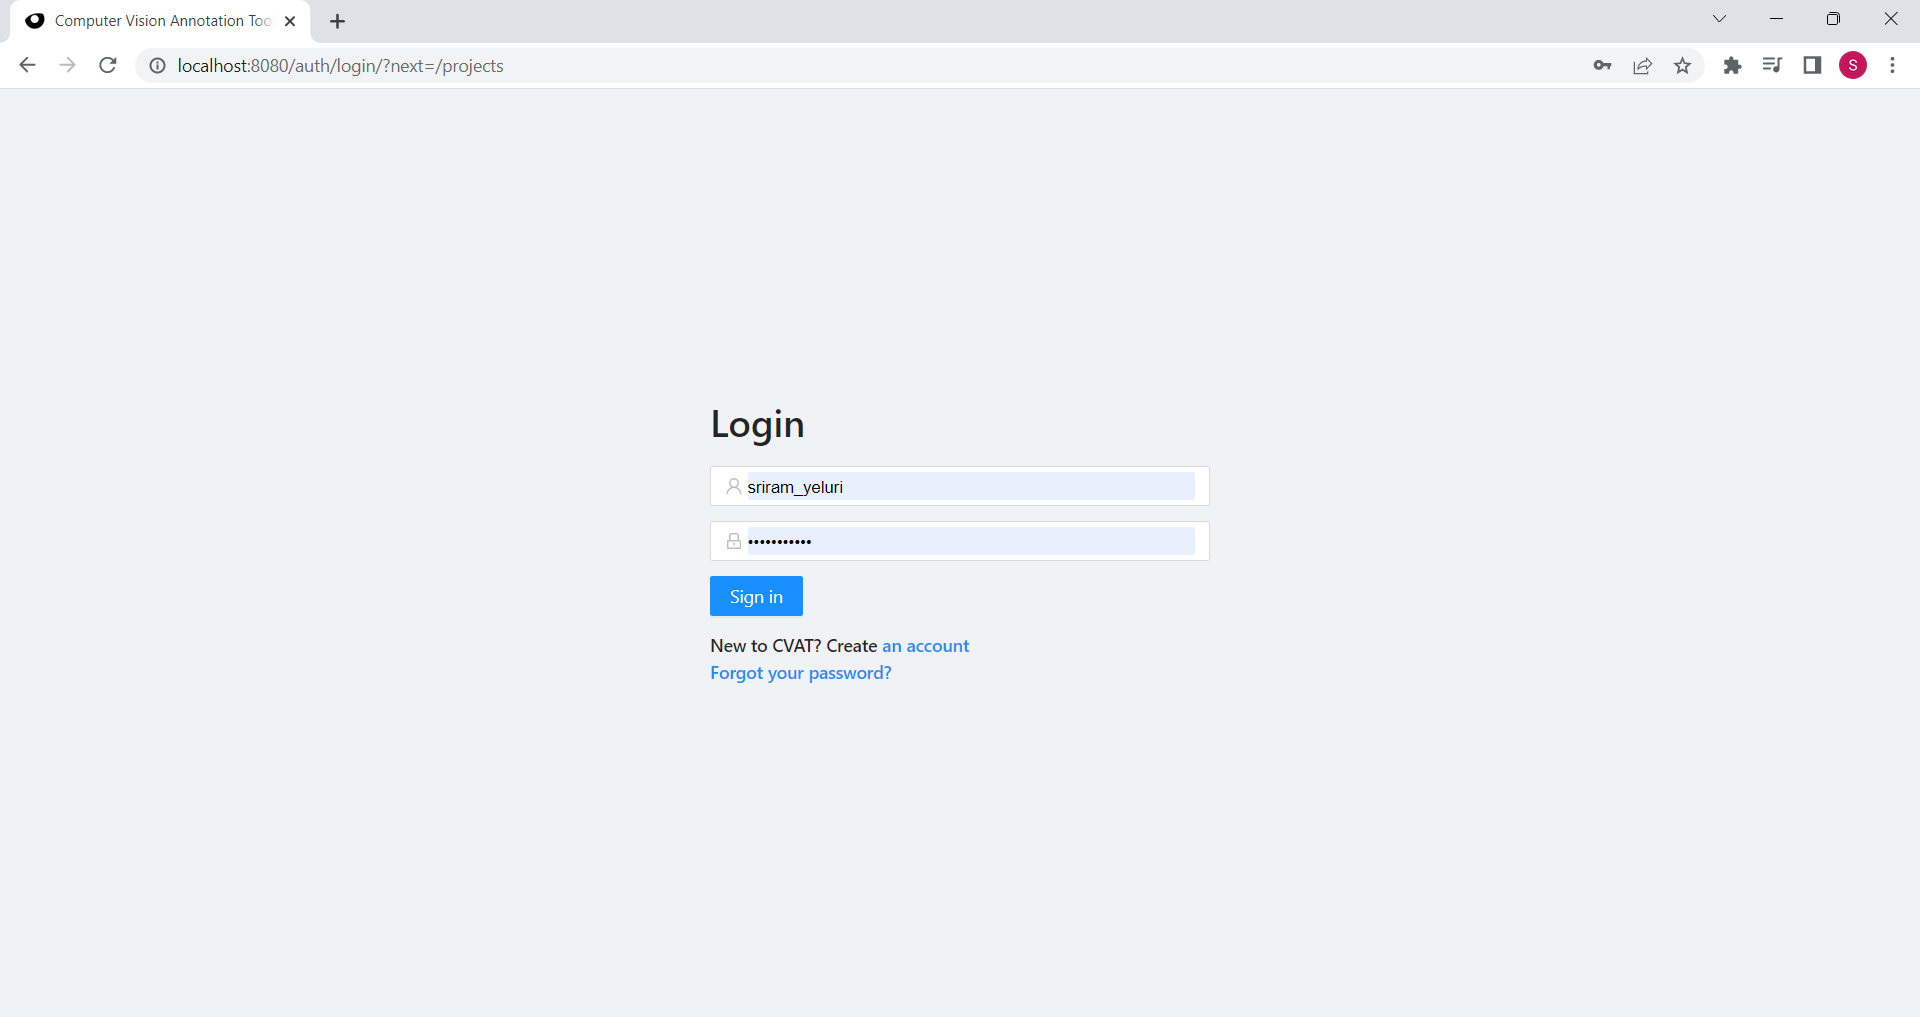 Computer Vision Annotation Too
localhost:8080/auth/login/?next=/projects
S
Login
sriram_yeluri
•••••••••••
Sign in
New to CVAT? Create an account
Forgot your password?